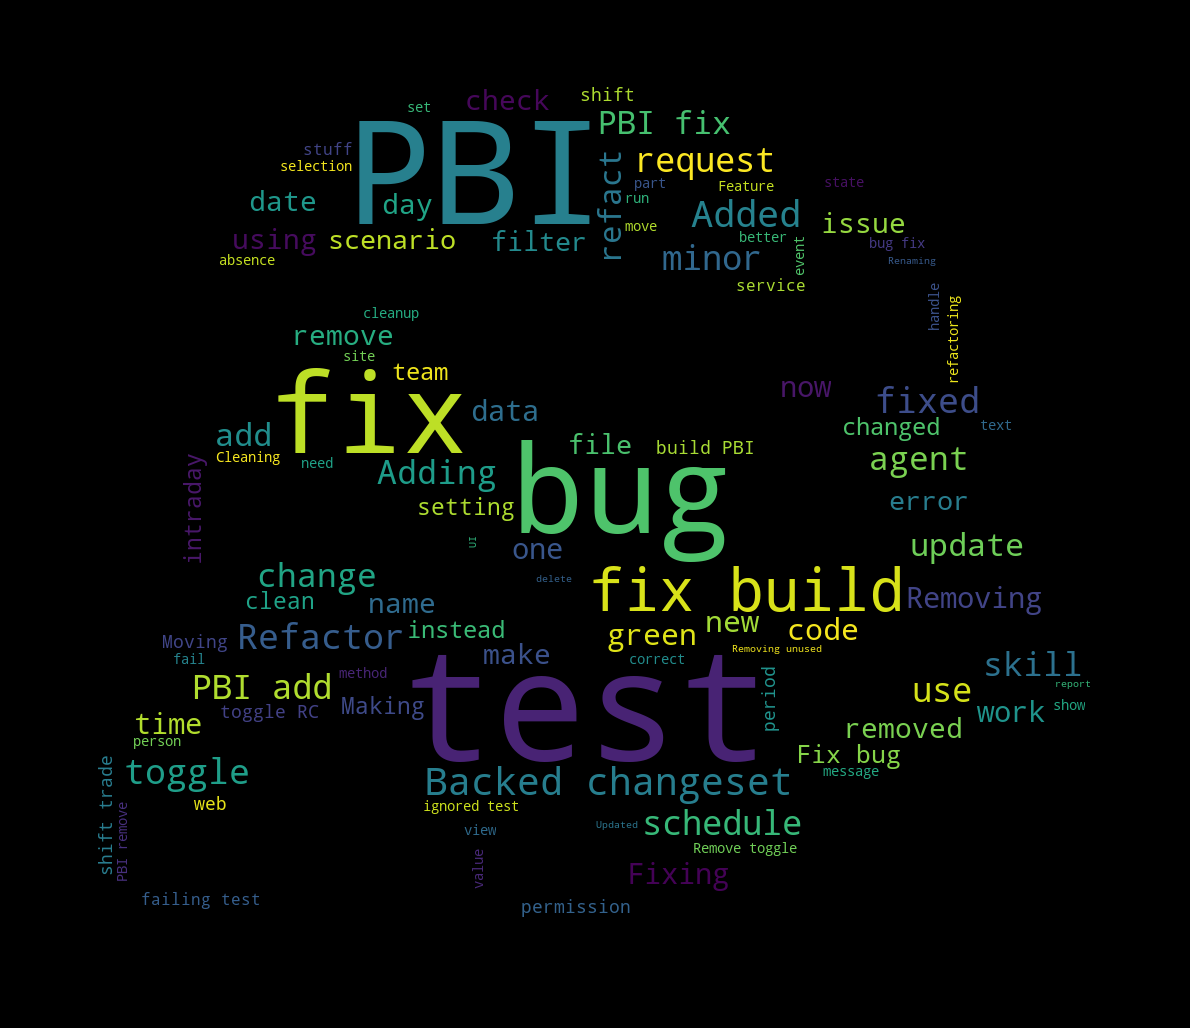 shift
check
set
PBI
PBI fix
stuff
request
selection
refact
part
Feature
state
date
day
run
Added
issue
move
using
scenario
filter
better
bug fix
minor
event
absence
Renaming
service
handle
cleanup
refactoring
remove
site
team
fix
now
fixed
data
add
changed
text
file
build PBI
Cleaning
need
Adding
bug
agent
intraday
setting
error
UI
one
update
change
delete
fix build
clean
name
Removing
new
instead
green
code
Moving
Refactor
Removing unused
fail
make
correct
skill
method
test
report
PBI add
use
toggle RC
Making
period
show
work
time
removed
person
Fix bug
toggle
message
Backed changeset
shift trade
web
ignored test
PBI remove
view
Updated
schedule
Remove toggle
value
Fixing
failing test
permission